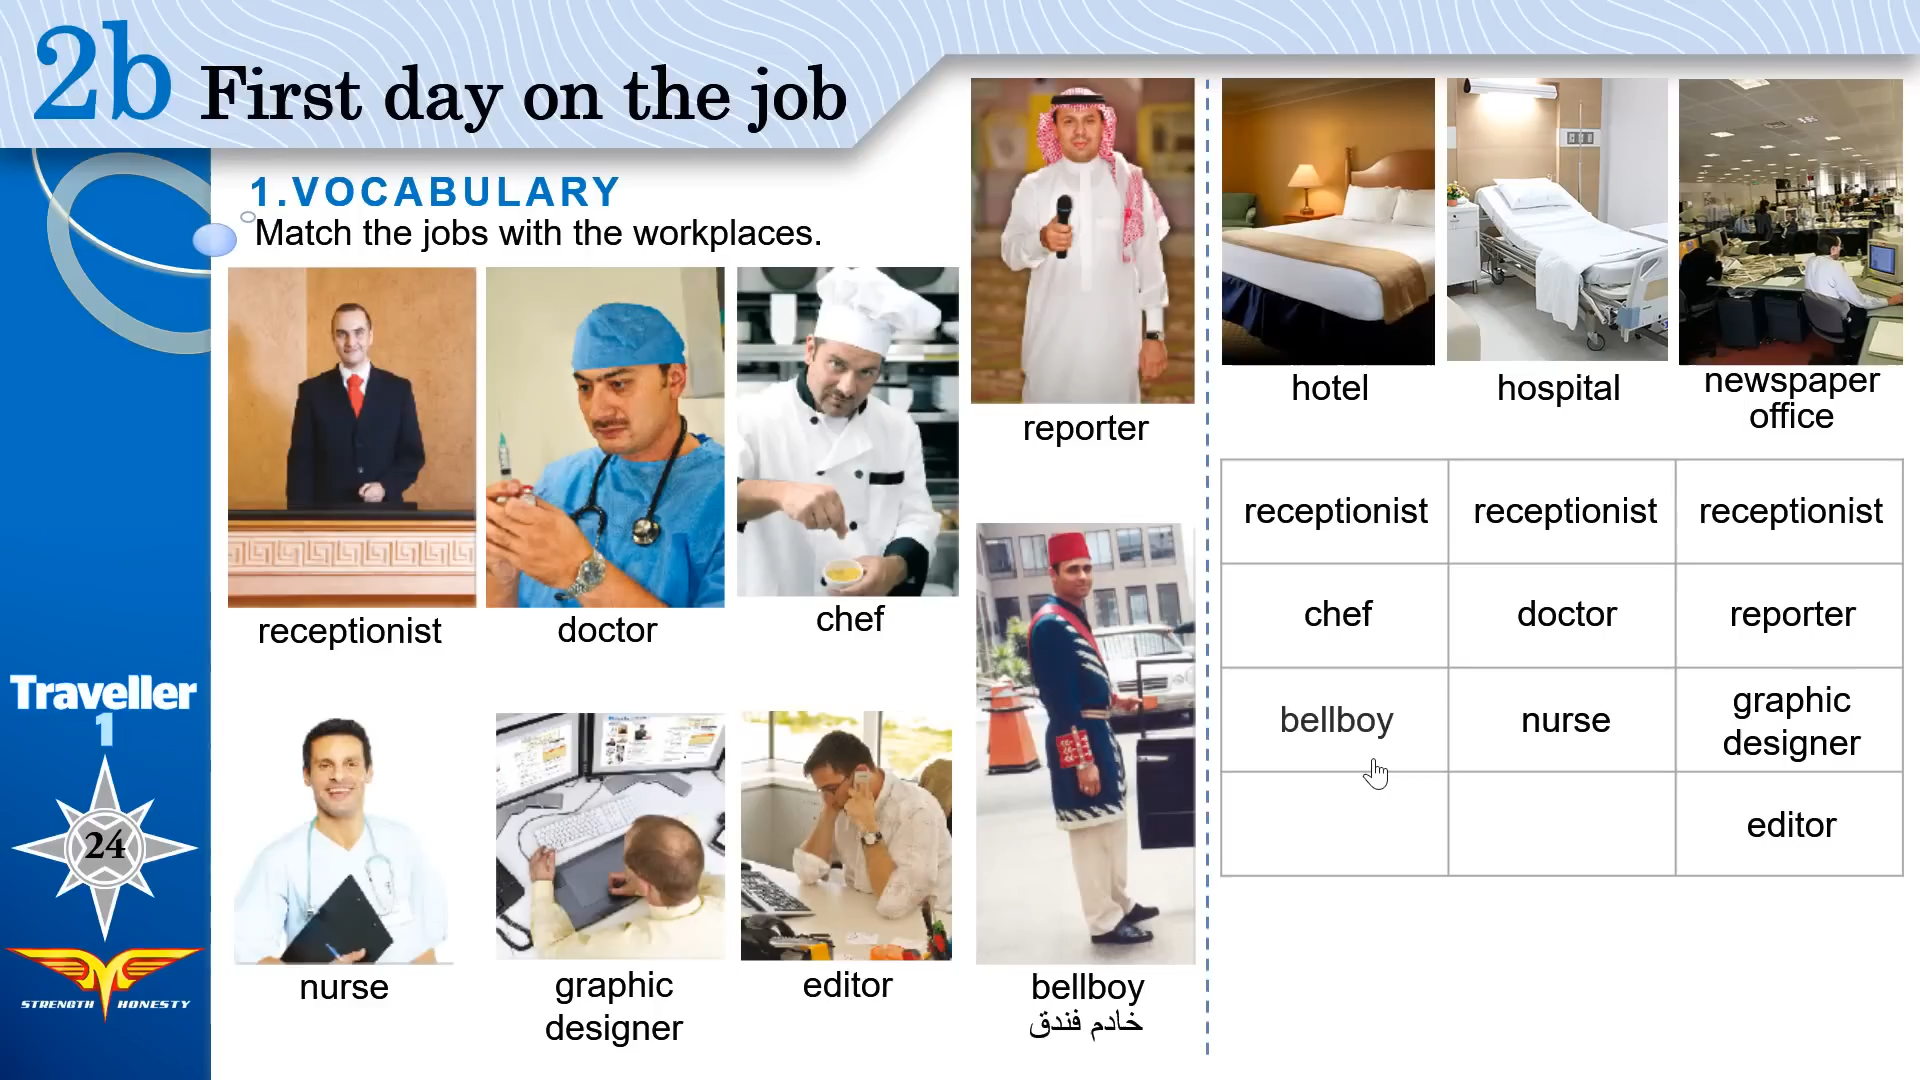 2b First day on the job
1.VOCABULARY
Match the jobs with the workplaces.
receptionist
doctor
chef
reporter
nurse
graphic
designer
editor
bellboy
خادم فندق
hotel
hospital
newspaper
office
receptionist receptionist receptionist
chef doctor reporter
bellboy nurse graphic
designer
editor
Traveller
1
24
STRENGTH HONESTY